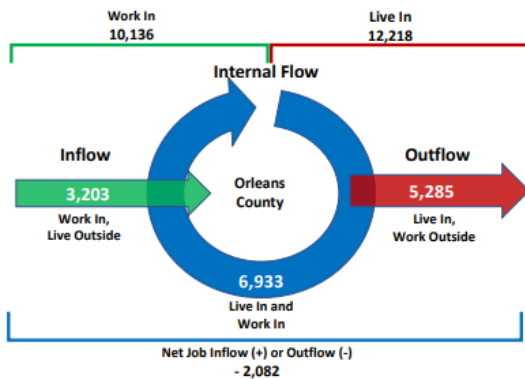 Work In
10,136
Live In
12,218
Internal Flow
Inflow
Outflow
3,203
Orleans
County
5,285
Work In,
Live Outside
Live In,
Work Outside
6,933
Live In and
Work In
Net Job Inflow (+) or Outflow (-)
- 2,082